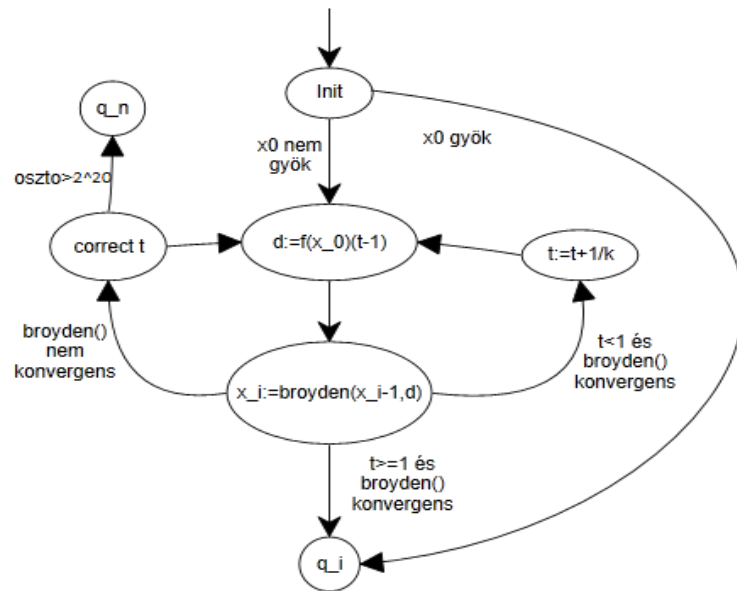 Init
q_n
x0 nem
gyök
x0 gyök
oszto>2^20
correct t
d:=f(x_0)(t-1)
t:=t+1/k
broyden()
nem
konvergens
t<1 és
broyden()
konvergens
x_i:=broyden(x_i-1,d)
t>=1 és
broyden()
konvergens
q_i